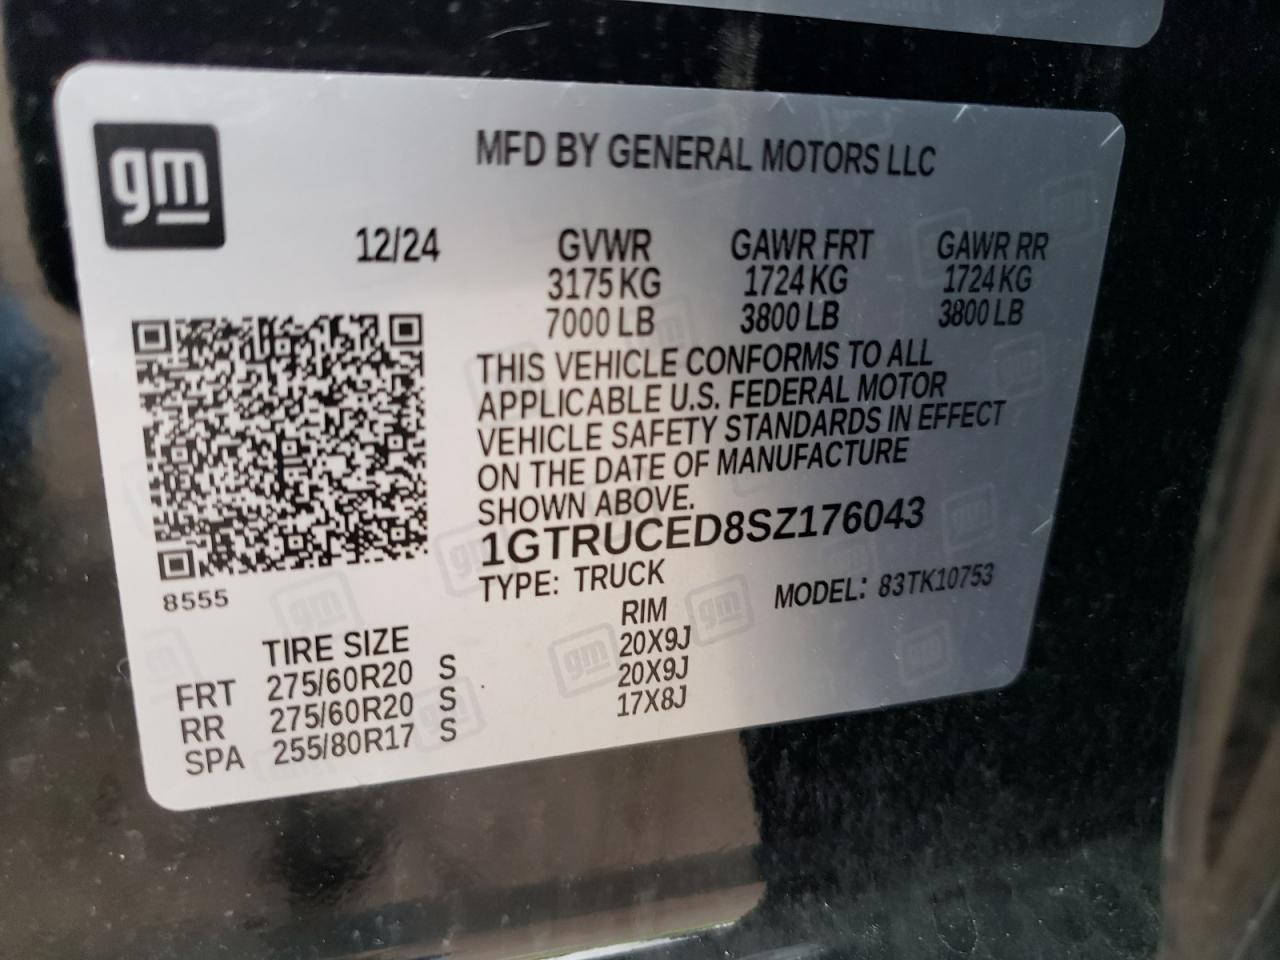 gm
MFD BY GENERAL MOTORS LLC
12/24 GVWR GAWR FRT GAWR RR
3175 KG 1724 KG 1724 KG
7000 LB 3800 LB 3800 LB
THIS VEHICLE CONFORMS TO ALL
APPLICABLE U.S. FEDERAL MOTOR
VEHICLE SAFETY STANDARDS IN EFFECT
ON THE DATE OF MANUFACTURE
SHOWN ABOVE.
1GTRUCED8SZ176043
TYPE: TRUCK MODEL: 83TK10753
8555
TIRE SIZE RIM
FRT 275/60R20 S 20X9J
RR 275/60R20 S 20X9J
SPA 255/80R17 S 17X8J